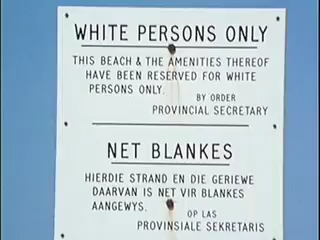 WHITE PERSONS ONLY
THIS BEACH & THE AMENITIES THEREOF
HAVE BEEN RESERVED FOR WHITE
PERSONS ONLY.
BY ORDER
PROVINCIAL SECRETARY
NET BLANKES
HIERDIE STRAND EN DIE GERIEWE
DAARVAN IS NET VIR BLANKES
AANGEWYS.
OP LAS
PROVINSIALE SEKRETARIS